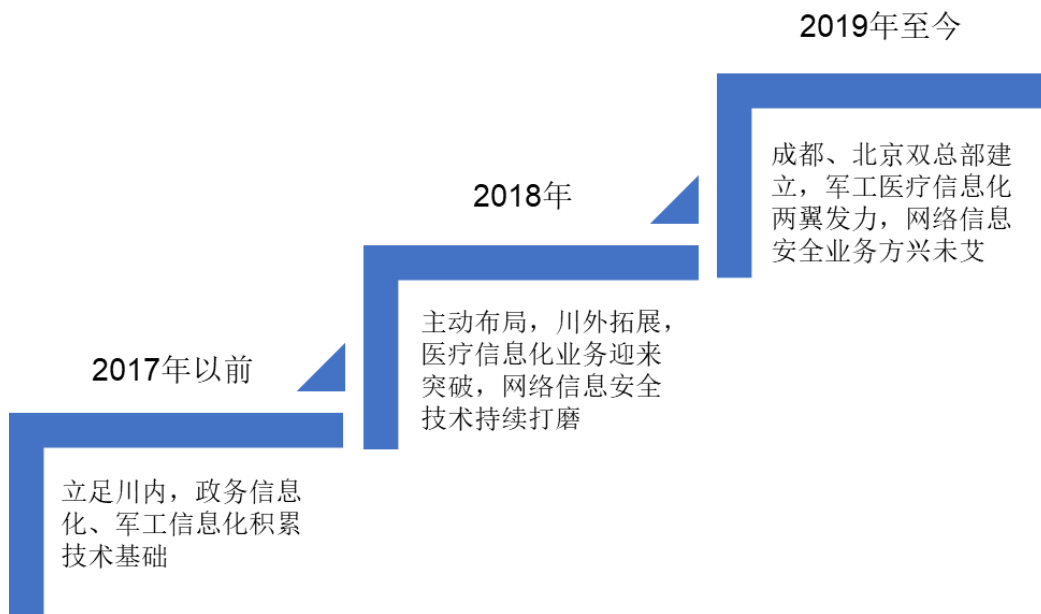 2017年以前
立足川内，政务信息
化、军工信息化积累
技术基础
2018年
主动布局，川外拓展，
医疗信息化业务迎来
突破，网络信息安全
技术持续打磨
2019年至今
成都、北京双总部建
立，军工医疗信息化
两翼发力，网络信息
安全业务方兴未艾